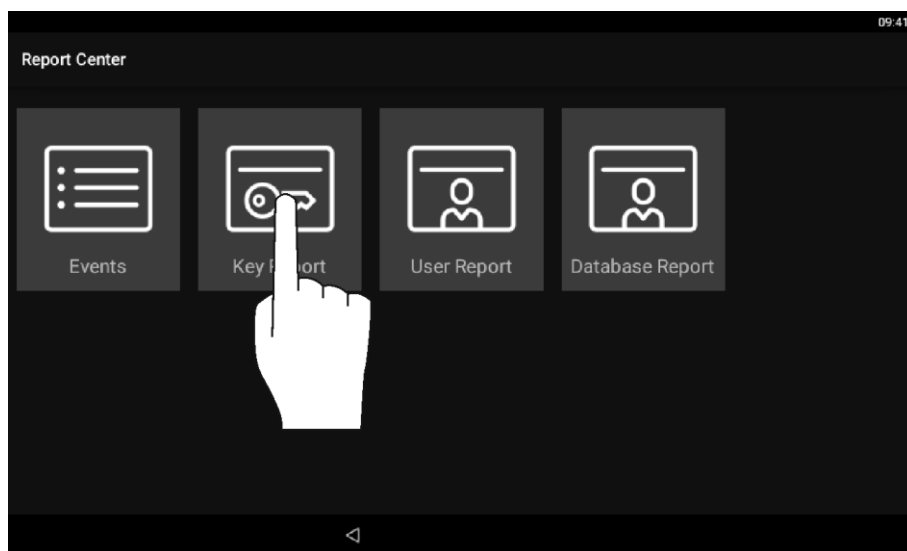 09:41
Report Center
Events
Key Report
User Report
Database Report